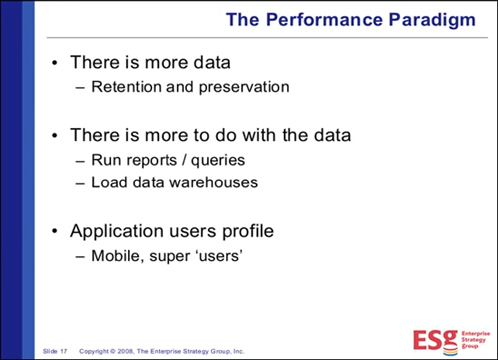 The Performance Paradigm
• There is more data
– Retention and preservation
• There is more to do with the data
– Run reports / queries
– Load data warehouses
• Application users profile
– Mobile, super ‘users’
Slide 17 Copyright © 2008, The Enterprise Strategy Group, Inc.
ESg
Enterprise
Strategy
Group